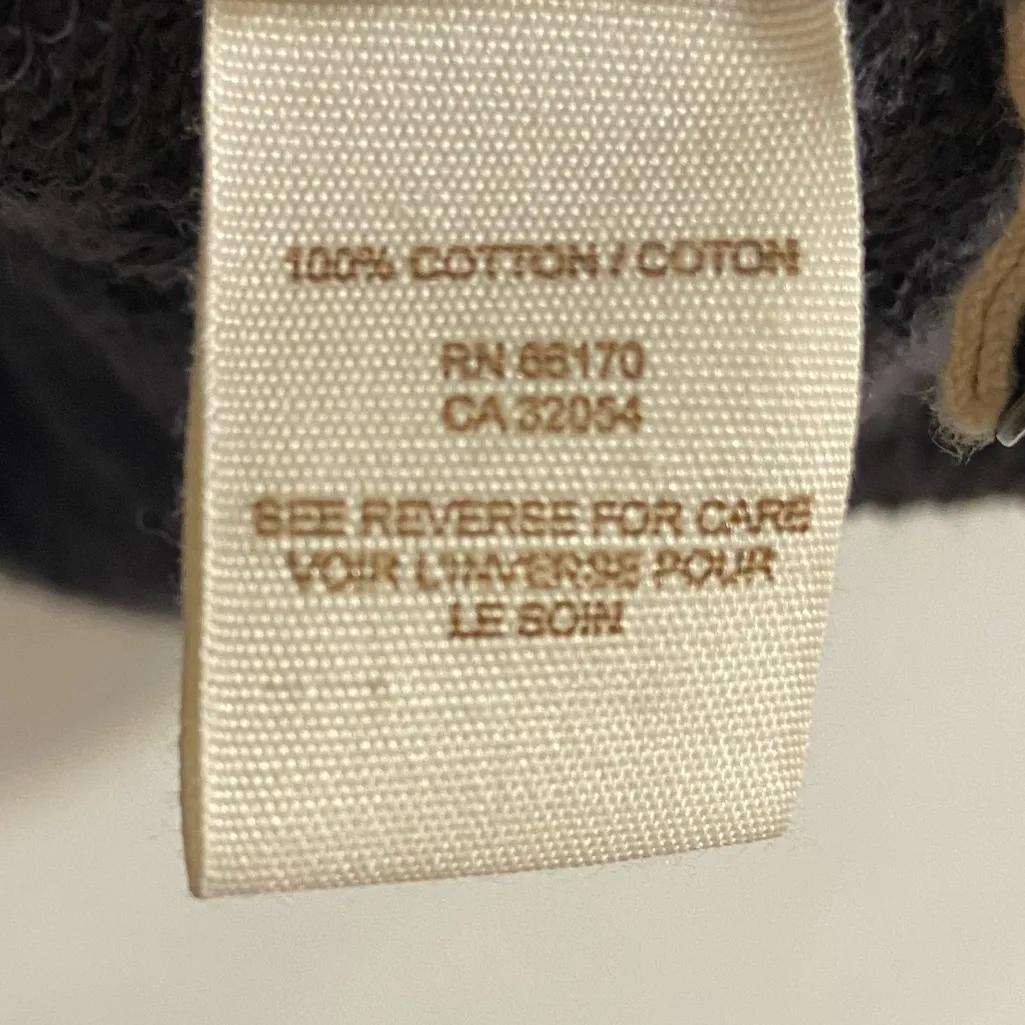 100% COTTON / COTON
RN 66170
CA 32054
SEE REVERSE FOR CARE
VOIR L'INVERSE POUR
LE SOIN